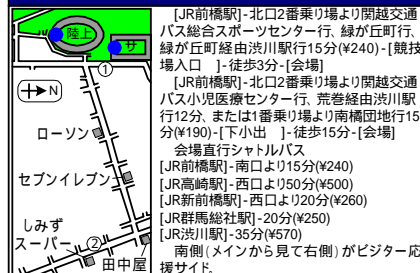 陸上
サ
①
N
ローソン
セブンイレブン
しみず
スーパー
②
田中屋
[JR前橋駅]-北口2番乗り場より関越交通
バス総合スポーツセンター行、緑が丘町行、
緑が丘町経由渋川駅行15分(¥240)-[競技
場入口　]-徒歩3分-[会場]
[JR前橋駅]-北口2番乗り場より関越交通
バス小児医療センター行、荒巻経由渋川駅
行12分、または1番橋団地行15
分(¥190)-[下小出　]-徒歩15分-[会場]
会場直行シャトルバス
[JR前橋駅]-南口より15分(¥240)
[JR高崎駅]-西口より50分(¥500)
[JR新前橋駅]-西口より20分(¥260)
[JR群馬総社駅]-20分(¥250)
[JR渋川駅]-35分(¥570)
南側(メインから見て右側)がビジター応
援サイド。